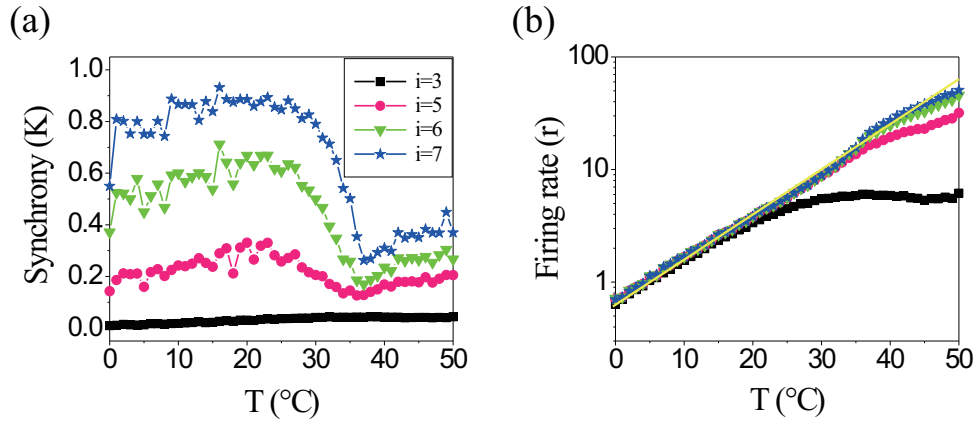 (a)
Synchrony (K)
1.0
0.8
0.6
0.4
0.2
0.0
i=3
i=5
i=6
i=7
0 10 20 30 40 50
T (°C)
(b)
Firing rate (r)
100
10
1
0 10 20 30 40 50
T (°C)